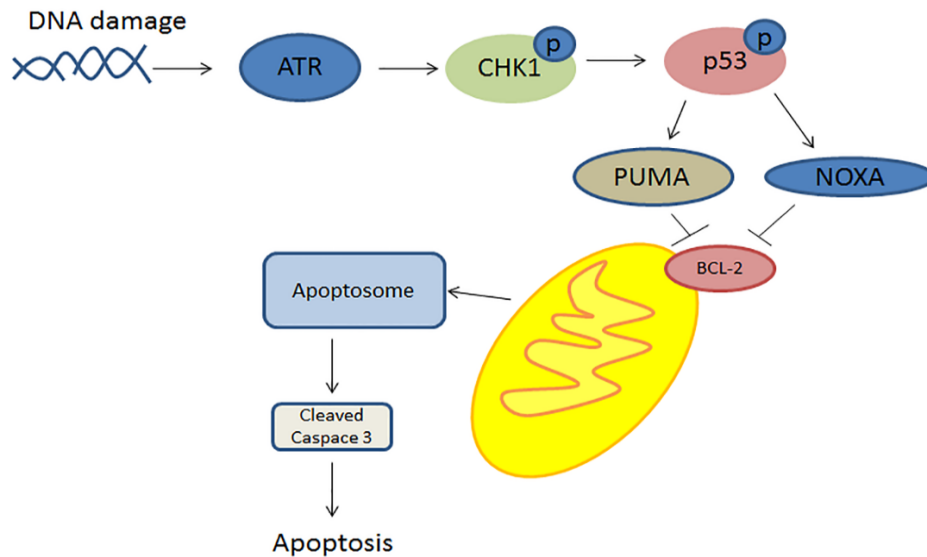 DNA damage
ATR
CHK1
p
p53
p
PUMA
NOXA
BCL-2
Apoptosome
Cleaved
Caspace 3
Apoptosis